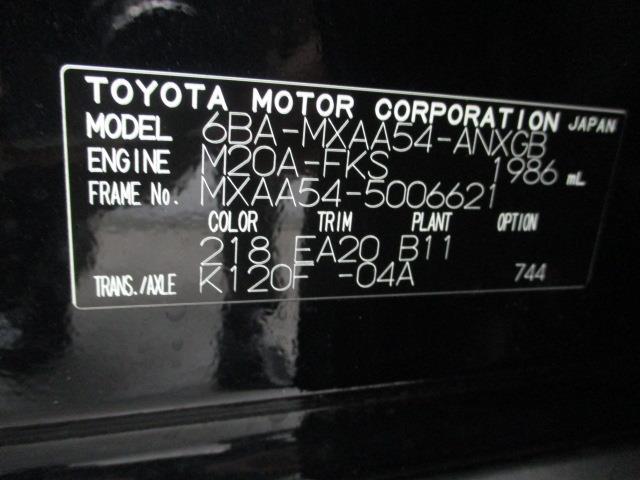 TOYOTA MOTOR CORPORATION JAPAN
MODEL 6BA-MXAA54-ANXGB
ENGINE M20A-FKS 1986 mL
FRAME No. MXAA54-5006621
COLOR TRIM PLANT OPTION
218 EA20 B11
TRANS./AXLE K120F -04A 744